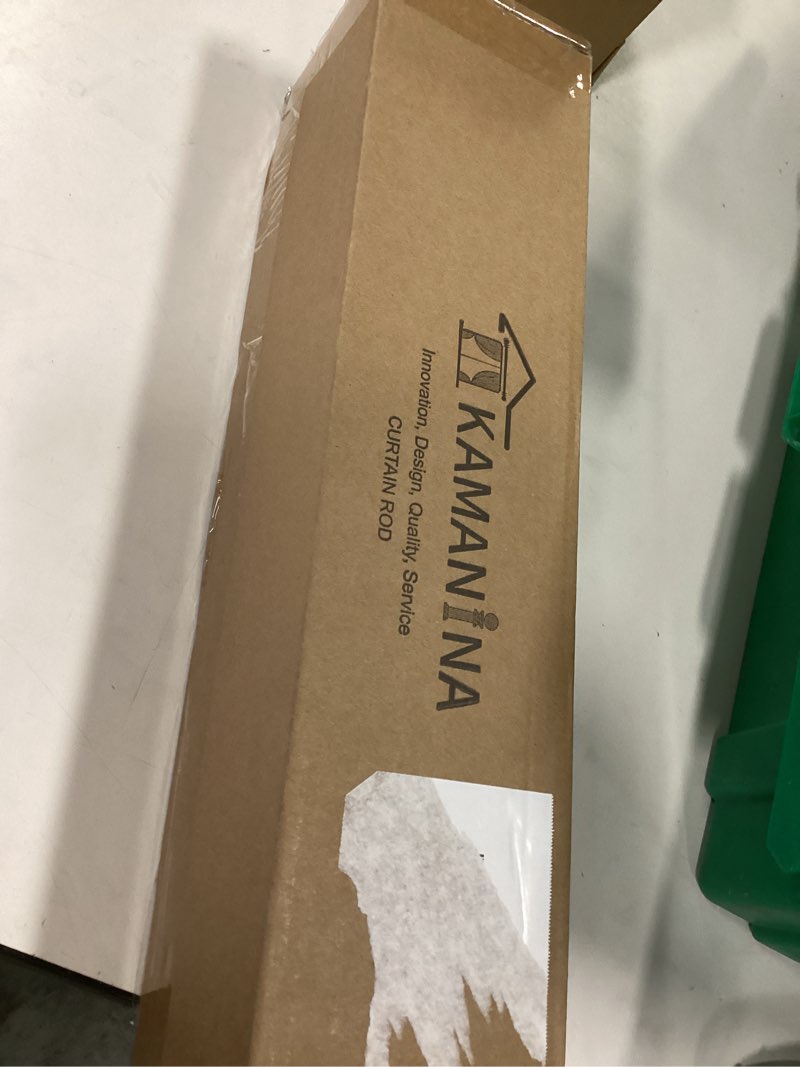 KAMANINA
Innovation, Design, Quality, Service
CURTAIN ROD